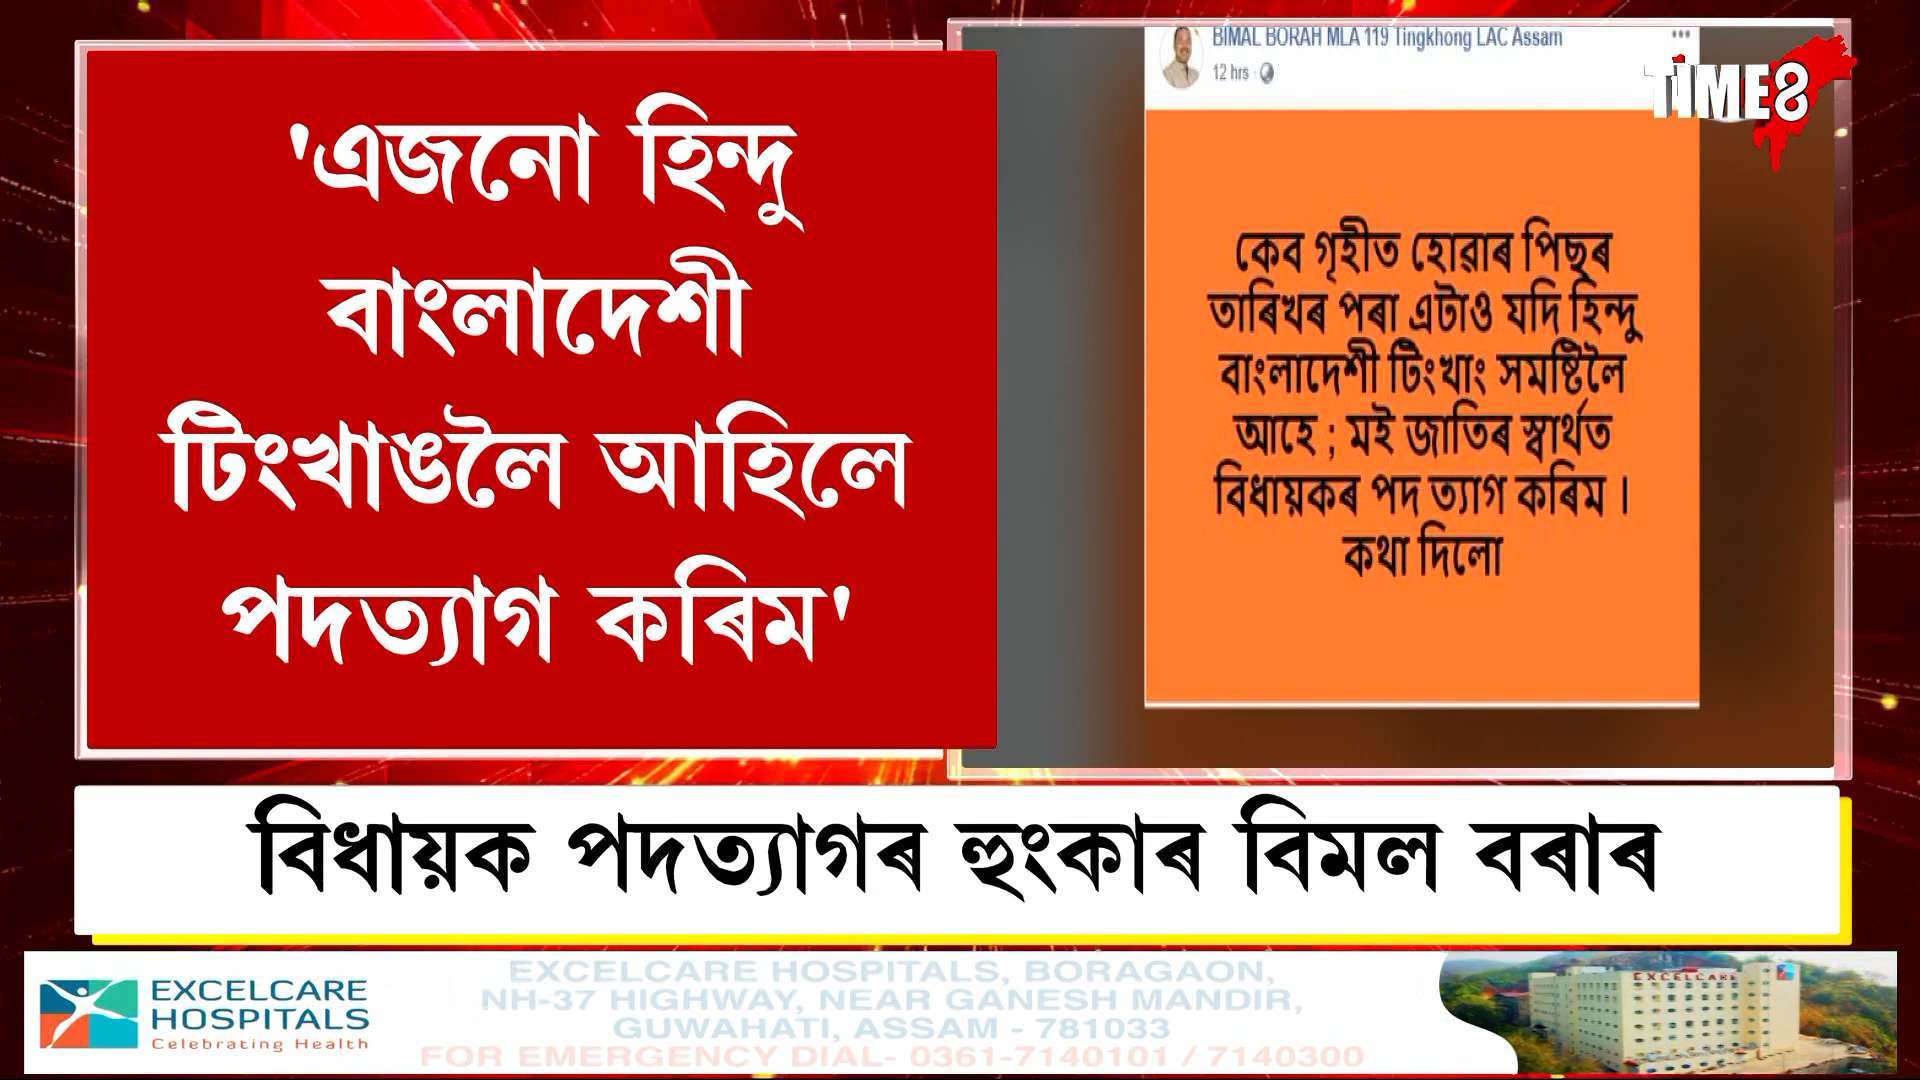 'এজনো হিন্দু
বাংলাদেশী
টিংখাঙলৈ আহিলে
পদত্যাগ কৰিম'
BIMAL BORAH MLA 119 Tingkhong LAC Assam
12 hrs
TIME8
কেব গৃহীত হোৱাৰ পিছৰ
তাৰিখৰ পৰা এটাও যদি হিন্দু
বাংলাদেশী টিংখাং সমষ্টিলৈ
আহে ; মই জাতিৰ স্বাৰ্থত
বিধায়কৰ পদ ত্যাগ কৰিম ।
কথা দিলো
বিধায়ক পদত্যাগৰ হুংকাৰ বিমল বৰাৰ
EXCELCARE
HOSPITALS
Celebrating Health
EXCELCARE HOSPITALS, BORAGAON,
NH-37 HIGHWAY, NEAR GANESH MANDIR,
GUWAHATI, ASSAM - 781033
FOR EMERGENCY DIAL- 0361-7140101 / 7140300
EXCELCARE